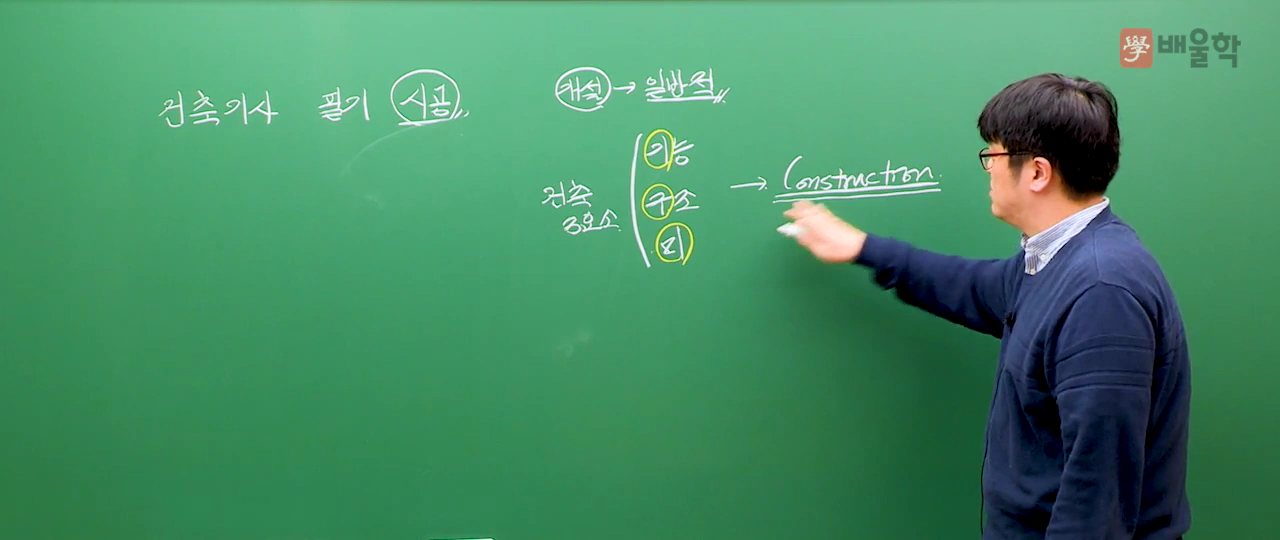 學 배울학
건축기사 필기 시공
개설 → 일반적
건축
3요소
기능
구조
미
→ Construction